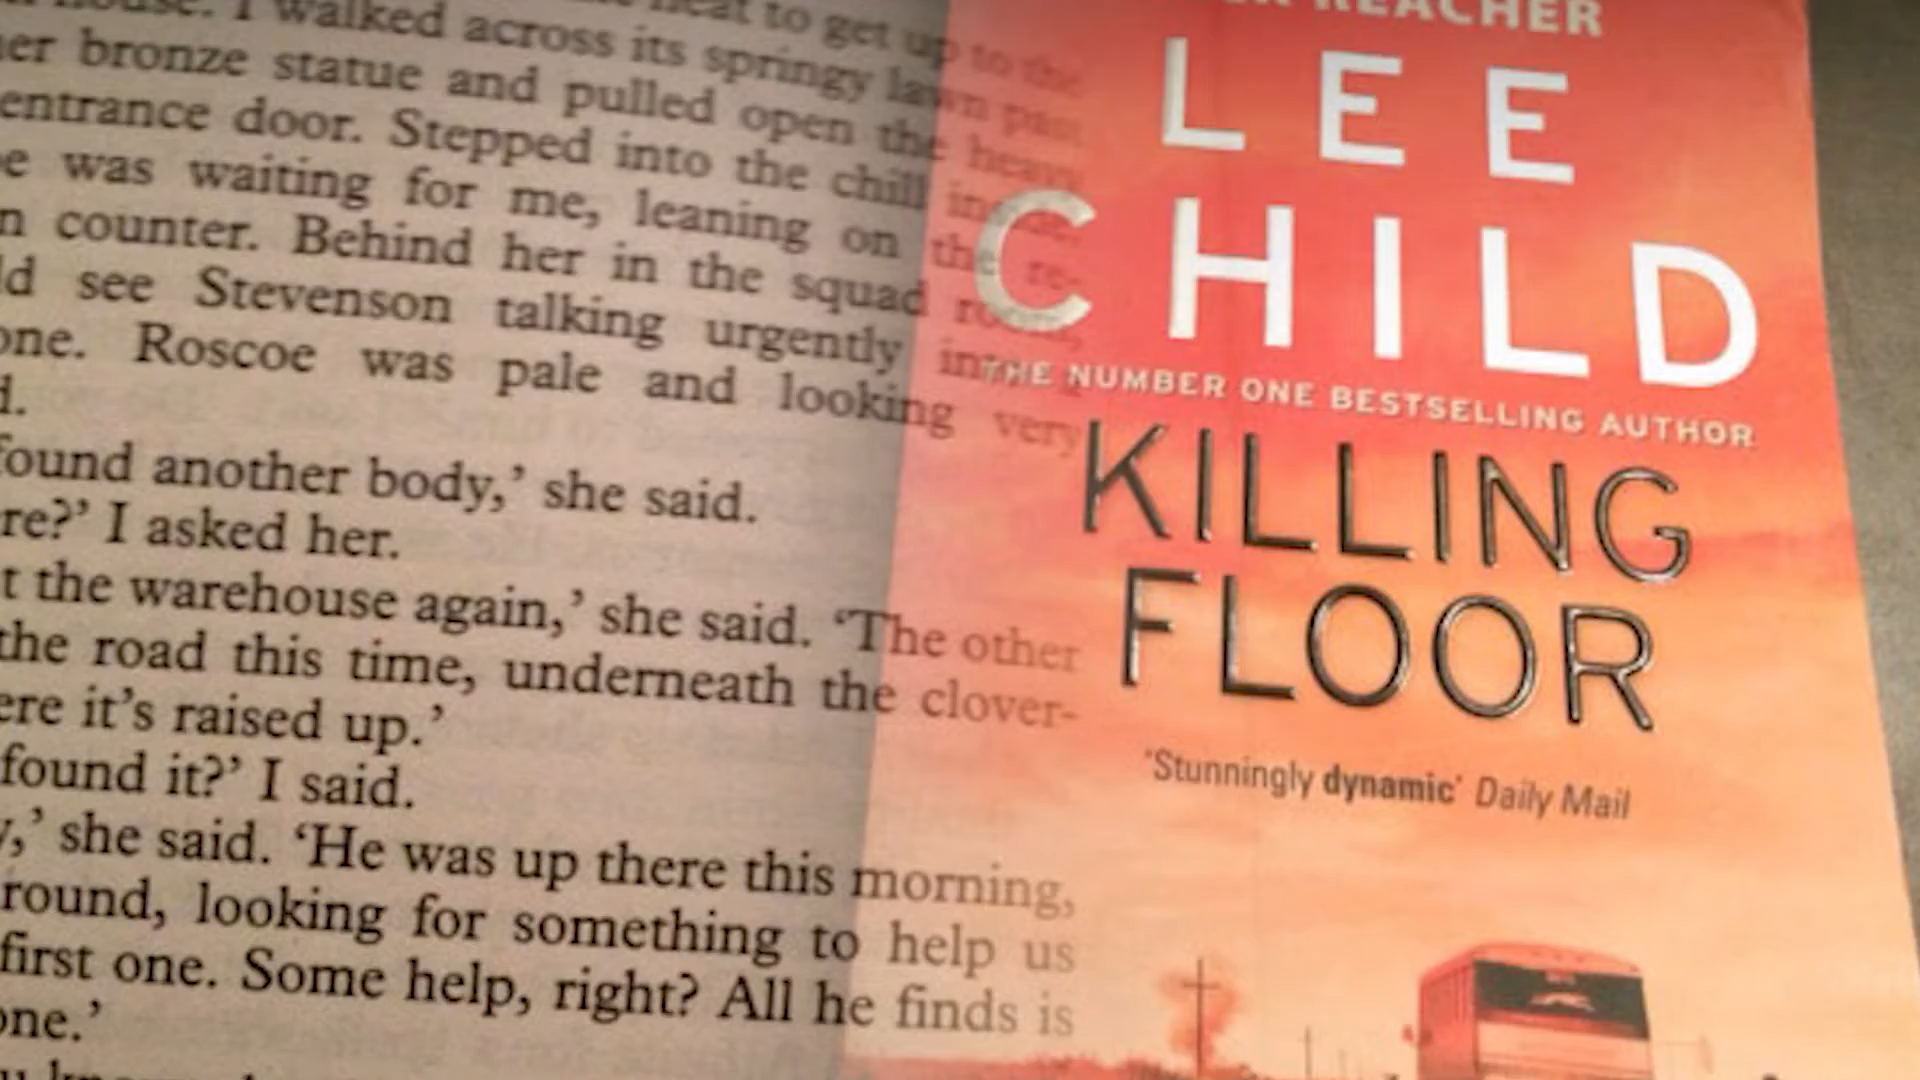 house. I walked across its springy lawn past
her bronze statue and pulled open the heavy
entrance door. Stepped into the chill inside.
was waiting for me, leaning on the re-
counter. Behind her in the squad room,
see Stevenson talking urgently into
Roscoe was pale and looking very
found another body,’ she said.
I asked her.
the warehouse again,’ she said. ‘The other
the road this time, underneath the clover-
it’s raised up.’
found it?’ I said.
she said. ‘He was up there this morning,
round, looking for something to help us
first one. Some help, right? All he finds is
one.’
REACHER
LEE
CHILD
THE NUMBER ONE BESTSELLING AUTHOR
KILLING
FLOOR
‘Stunningly dynamic’ Daily Mail